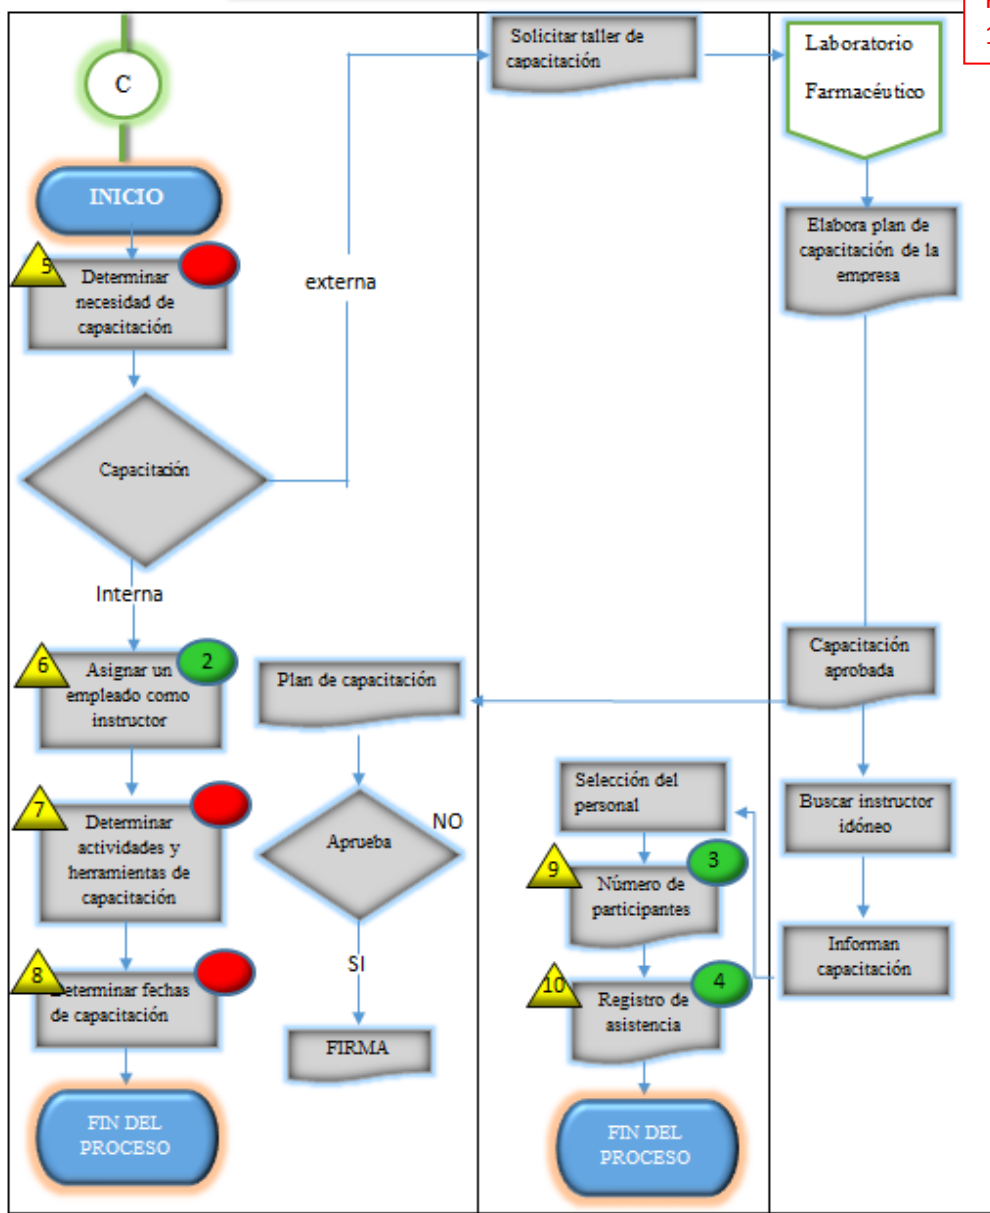 C
INICIO
5
Determinar
necesidad de
capacitación
Capacitación
externa
Interna
6
2
Asignar un
empleado como
instructor
7
Determinar
actividades y
herramientas de
capacitación
8
Determinar fechas
de capacitación
FIN DEL
PROCESO
Plan de capacitación
Aprueba
NO
SI
FIRMA
Solicitar taller de
capacitación
Selección del
personal
9
3
Número de
participantes
10
4
Registro de
asistencia
FIN DEL
PROCESO
Laboratorio
Farmacéutico
Elabora plan de
capacitación de la
empresa
Capacitación
aprobada
Buscar instructor
idóneo
Informan
capacitación
1